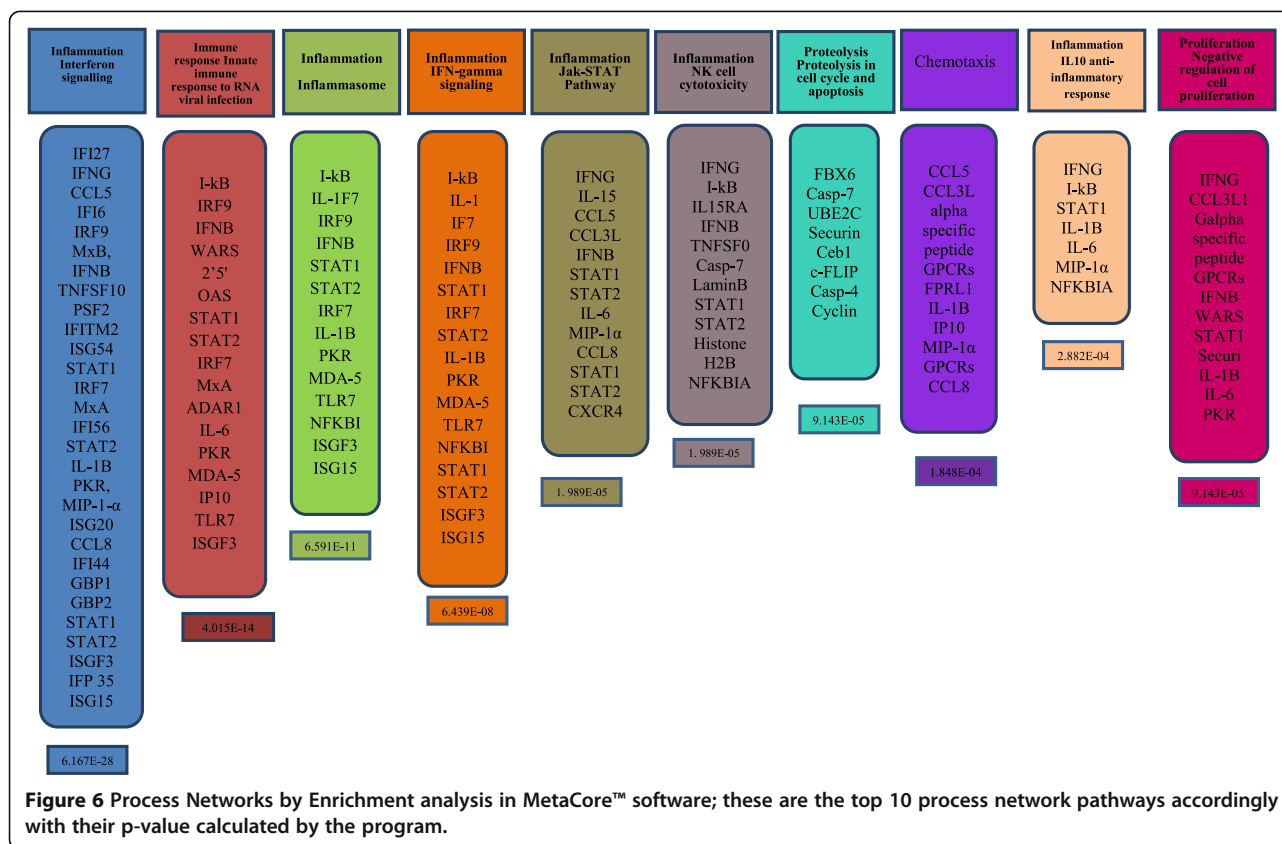 Inflammation
Interferon
signalling
Immune
response Innate
immune
response to RNA
viral infection
Inflammation
Inflammasome
Inflammation
IFN-gamma
signaling
Inflammation
Jak-STAT
Pathway
Inflammation
NK cell
cytotoxicity
Proteolysis
Proteolysis in
cell cycle and
apoptosis
Chemotaxis
Inflammation
IL10 anti-
inflammatory
response
Proliferation
Negative
regulation of
cell
proliferation
IFI27
IFNG
CCL5
IFI6
IRF9
MxB,
IFNB
TNFSF10
PSF2
IFITM2
ISG54
STAT1
IRF7
MxA
IFI56
STAT2
IL-1B
PKR,
MIP-1-α
ISG20
CCL8
IFI44
GBP1
GBP2
STAT1
STAT2
ISGF3
IFP 35
ISG15
6.167E-28
I-kB
IRF9
IFNB
WARS
2'5'
OAS
STAT1
STAT2
IRF7
MxA
ADAR1
IL-6
PKR
MDA-5
IP10
TLR7
ISGF3
4.015E-14
I-kB
IL-1F7
IRF9
IFNB
STAT1
STAT2
IRF7
IL-1B
PKR
MDA-5
TLR7
NFKBI
ISGF3
ISG15
6.591E-11
I-kB
IL-1
IF7
IRF9
IFNB
STAT1
IRF7
STAT2
IL-1B
PKR
MDA-5
TLR7
NFKBI
STAT1
STAT2
ISGF3
ISG15
6.439E-08
IFNG
IL-15
CCL5
CCL3L
IFNB
STAT1
STAT2
IL-6
MIP-1α
CCL8
STAT1
STAT2
CXCR4
1. 989E-05
IFNG
I-kB
IL15RA
IFNB
TNFSF0
Casp-7
LaminB
STAT1
STAT2
Histone
H2B
NFKBIA
1. 989E-05
FBX6
Casp-7
UBE2C
Securin
Ceb1
c-FLIP
Casp-4
Cyclin
9.143E-05
CCL5
CCL3L
alpha
specific
peptide
GPCRs
FPRL1
IL-1B
IP10
MIP-1α
GPCRs
CCL8
1.848E-04
IFNG
I-kB
STAT1
IL-1B
IL-6
MIP-1α
NFKBIA
2.882E-04
IFNG
CCL3L1
Galpha
specific
peptide
GPCRs
IFNB
WARS
STAT1
Securi
IL-1B
IL-6
PKR
9.143E-05
Figure 6 Process Networks by Enrichment analysis in MetaCore™ software; these are the top 10 process network pathways accordingly
with their p-value calculated by the program.